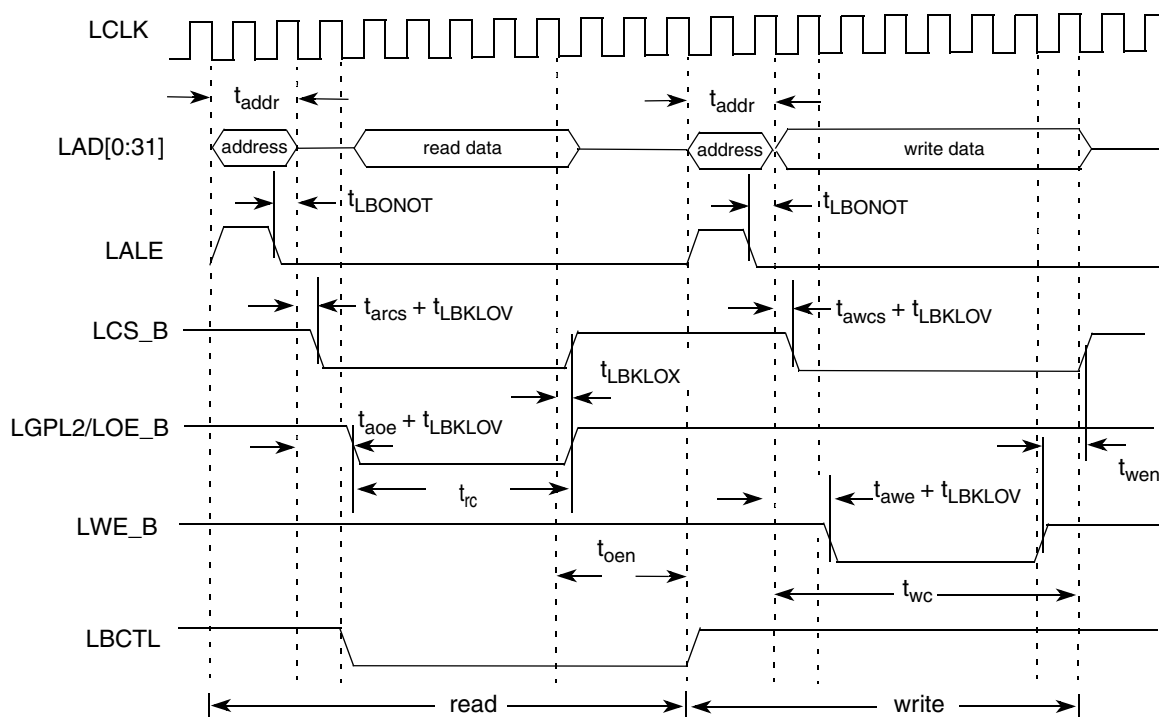 LCLK
t_addr t_addr
LAD[0:31] address read data address write data
t_LBONOT t_LBONOT
LALE
t_arcs + t_LBKLOV t_awcs + t_LBKLOV
LCS_B
t_LBKLOX
t_aoe + t_LBKLOV
LGPL2/LOE_B
t_wen
t_rc t_awe + t_LBKLOV
LWE_B
t_oen
t_wc
LBCTL
read write